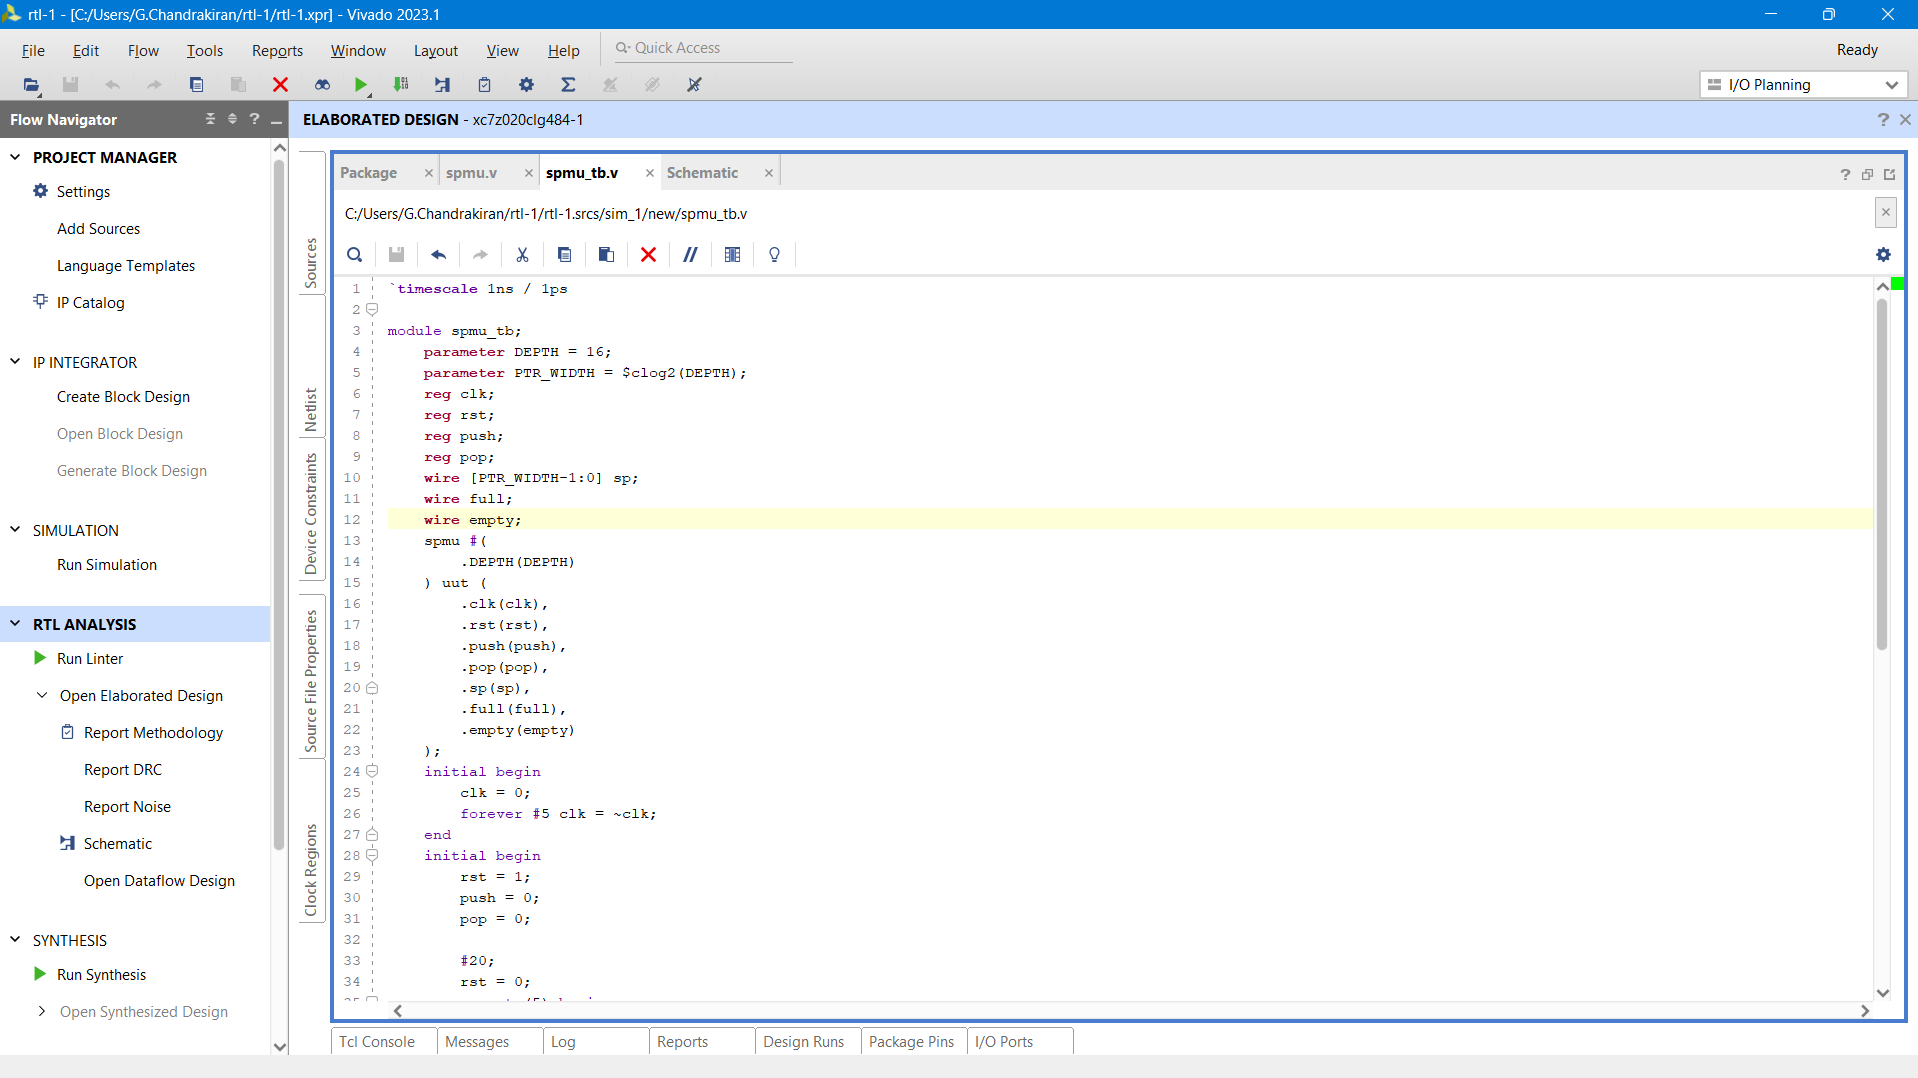 rtl-1 - [C:/Users/G.Chandrakiran/rtl-1/rtl-1.xpr] - Vivado 2023.1
File Edit Flow Tools Reports Window Layout View Help Quick Access
Ready
I/O Planning
Flow Navigator
PROJECT MANAGER
Settings
Add Sources
Language Templates
IP Catalog
IP INTEGRATOR
Create Block Design
Open Block Design
Generate Block Design
SIMULATION
Run Simulation
RTL ANALYSIS
Run Linter
Open Elaborated Design
Report Methodology
Report DRC
Report Noise
Schematic
Open Dataflow Design
SYNTHESIS
Run Synthesis
Open Synthesized Design
ELABORATED DESIGN - xc7z020clg484-1
Sources
Netlist
Device Constraints
Source File Properties
Clock Regions
Package spmu.v spmu_tb.v Schematic
C:/Users/G.Chandrakiran/rtl-1/rtl-1.srcs/sim_1/new/spmu_tb.v
1 `timescale 1ns / 1ps
2
3 module spmu_tb;
4 parameter DEPTH = 16;
5 parameter PTR_WIDTH = $clog2(DEPTH);
6 reg clk;
7 reg rst;
8 reg push;
9 reg pop;
10 wire [PTR_WIDTH-1:0] sp;
11 wire full;
12 wire empty;
13 spmu #(
14 .DEPTH(DEPTH)
15 ) uut (
16 .clk(clk),
17 .rst(rst),
18 .push(push),
19 .pop(pop),
20 .sp(sp),
21 .full(full),
22 .empty(empty)
23 );
24 initial begin
25 clk = 0;
26 forever #5 clk = ~clk;
27 end
28 initial begin
29 rst = 1;
30 push = 0;
31 pop = 0;
32
33 #20;
34 rst = 0;
Tcl Console Messages Log Reports Design Runs Package Pins I/O Ports